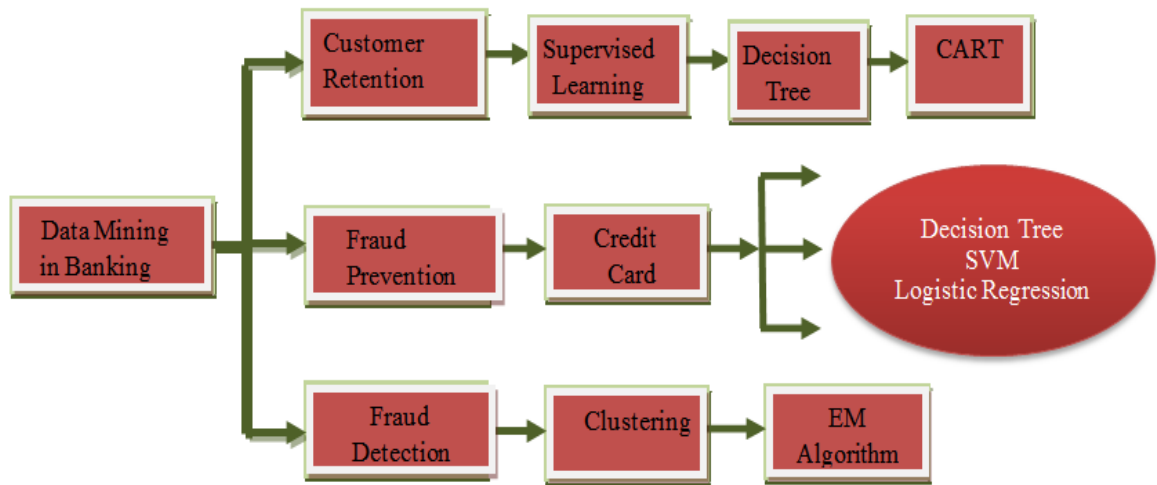 Customer
Retention
Supervised
Learning
Decision
Tree
CART
Data Mining
in Banking
Fraud
Prevention
Credit
Card
Decision Tree
SVM
Logistic Regression
Fraud
Detection
Clustering
EM
Algorithm